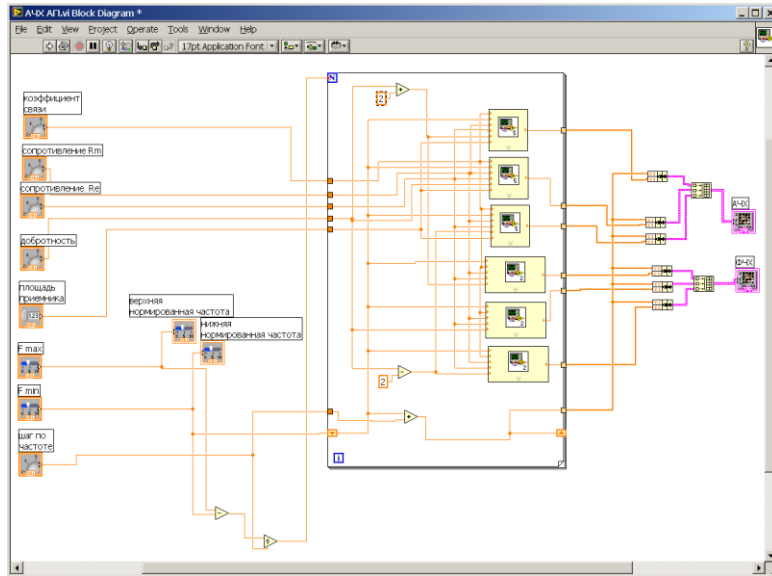 АЧХ АП.vi Block Diagram *
File Edit View Project Operate Tools Window Help
17pt Application Font
коэффициент
связи
сопротивление Rm
сопротивление Re
добротность
площадь
приемника
123
верхняя
нормированная частота
нижняя
нормированная частота
F max
F min
шаг по
частоте
N
2
2
i
АЧХ
ФЧХ